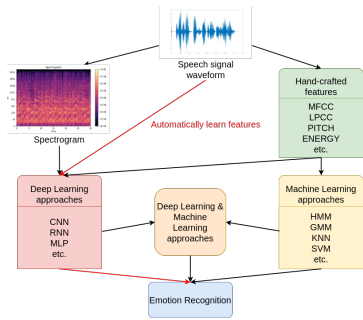 Speech signal
waveform
Spectrogram
Spectrogram
Hand-crafted
features
MFCC
LPCC
PITCH
ENERGY
etc.
Automatically learn features
Deep Learning
approaches
CNN
RNN
MLP
etc.
Deep Learning &
Machine
Learning
approaches
Machine Learning
approaches
HMM
GMM
KNN
SVM
etc.
Emotion Recognition